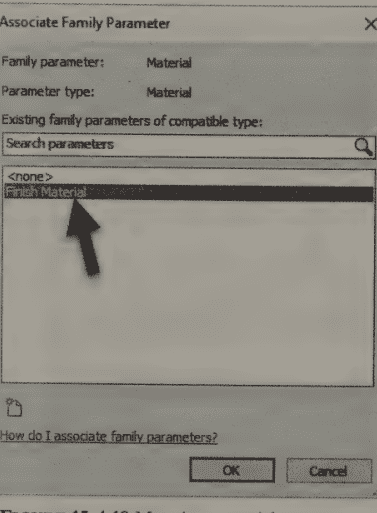 Associate Family Parameter
Family parameter: Material
Parameter type: Material
Existing family parameters of compatible type:
Search parameters
<none>
Finish Material
How do I associate family parameters?
OK Cancel